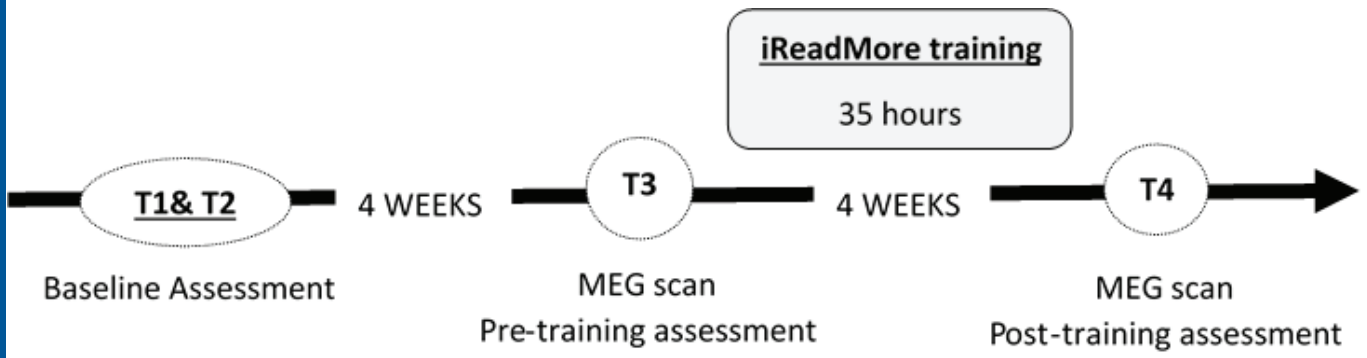 iReadMore training
35 hours
T1& T2
4 WEEKS
T3
4 WEEKS
T4
Baseline Assessment
MEG scan
Pre-training assessment
MEG scan
Post-training assessment